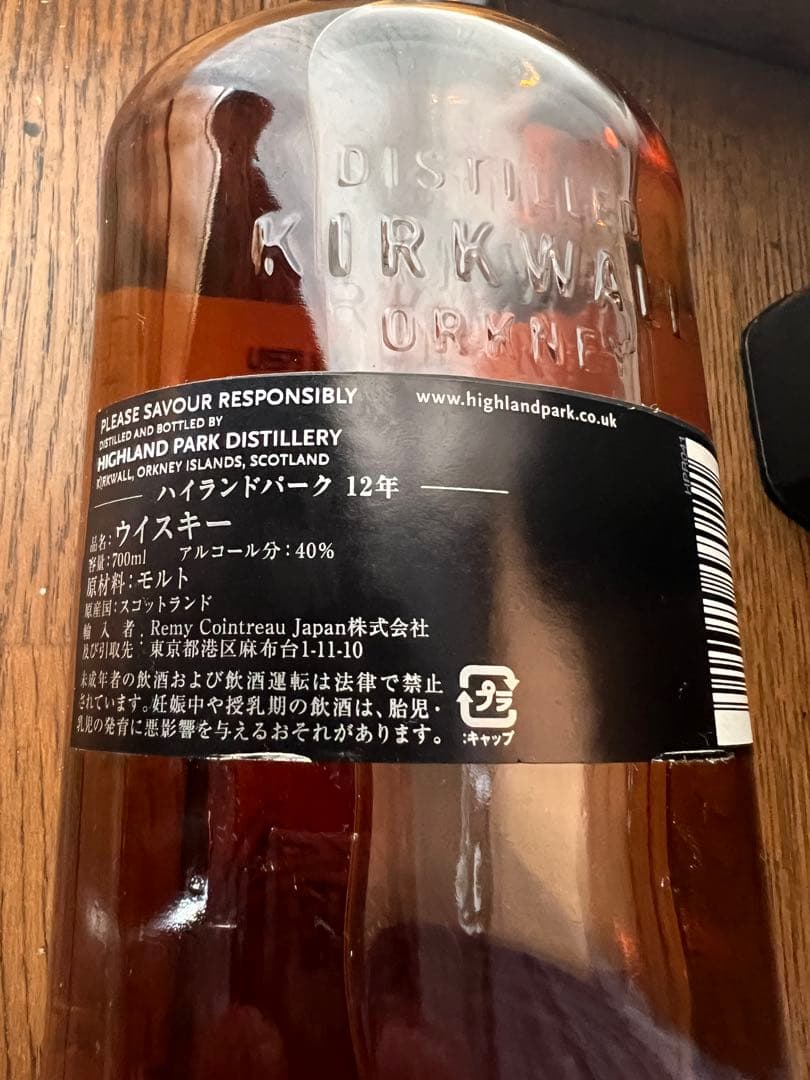 DISTILLED
KIRKWALL
ORKNEY
PLEASE SAVOUR RESPONSIBLY
DISTILLED AND BOTTLED BY
HIGHLAND PARK DISTILLERY
KIRKWALL, ORKNEY ISLANDS, SCOTLAND
www.highlandpark.co.uk
ハイランドパーク 12年
品名:ウイスキー
容量:700ml アルコール分:40%
原材料:モルト
原産国:スコットランド
輸入者 Remy Cointreau Japan株式会社
及び引取先:東京都港区麻布台1-11-10
未成年者の飲酒および飲酒運転は法律で禁止
されています。妊娠中や授乳期の飲酒は、胎児・
乳児の発育に悪影響を与えるおそれがあります。
プラ
:キャップ